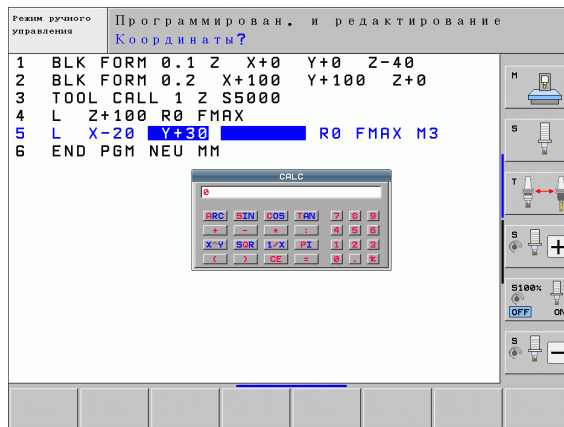 Режим ручного
управления
Программирован. и редактирование
Координаты?
1 BLK FORM 0.1 Z X+0 Y+0 Z-40
2 BLK FORM 0.2 X+100 Y+100 Z+0
3 TOOL CALL 1 Z S5000
4 L Z+100 R0 FMAX
5 L X-20 Y+30 R0 FMAX M3
6 END PGM NEU MM
CALC
0
ARC SIN COS TAN 7 8 9
+ - * : 4 5 6
X^Y SQR 1/X PI 1 2 3
( ) CE = 0 . ±
M
S
T
S
+
S100%
OFF ON
S
-